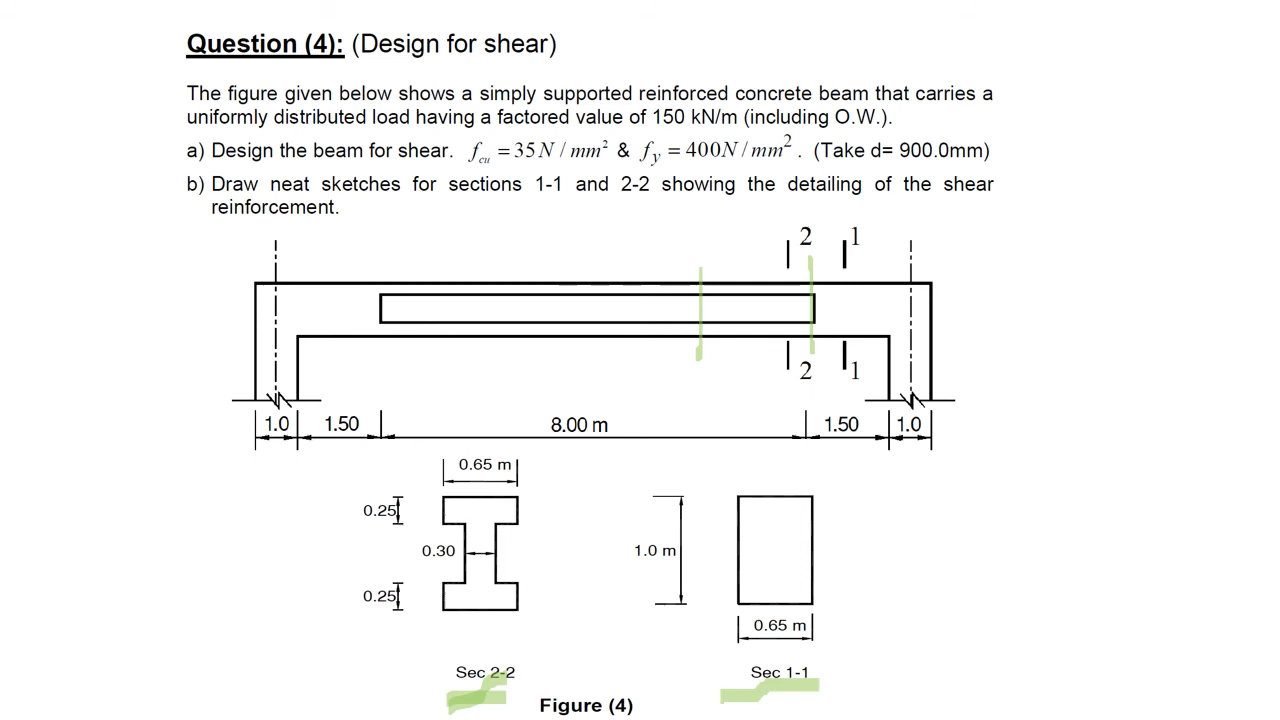 Question (4): (Design for shear)
The figure given below shows a simply supported reinforced concrete beam that carries a
uniformly distributed load having a factored value of 150 kN/m (including O.W.).
a) Design the beam for shear. f_cu = 35 N / mm² & f_y = 400 N / mm² . (Take d= 900.0mm)
b) Draw neat sketches for sections 1-1 and 2-2 showing the detailing of the shear
reinforcement.
2 1
2 1
1.0 1.50 8.00 m 1.50 1.0
0.65 m
0.25
0.30 1.0 m
0.25
0.65 m
Sec 2-2 Sec 1-1
Figure (4)